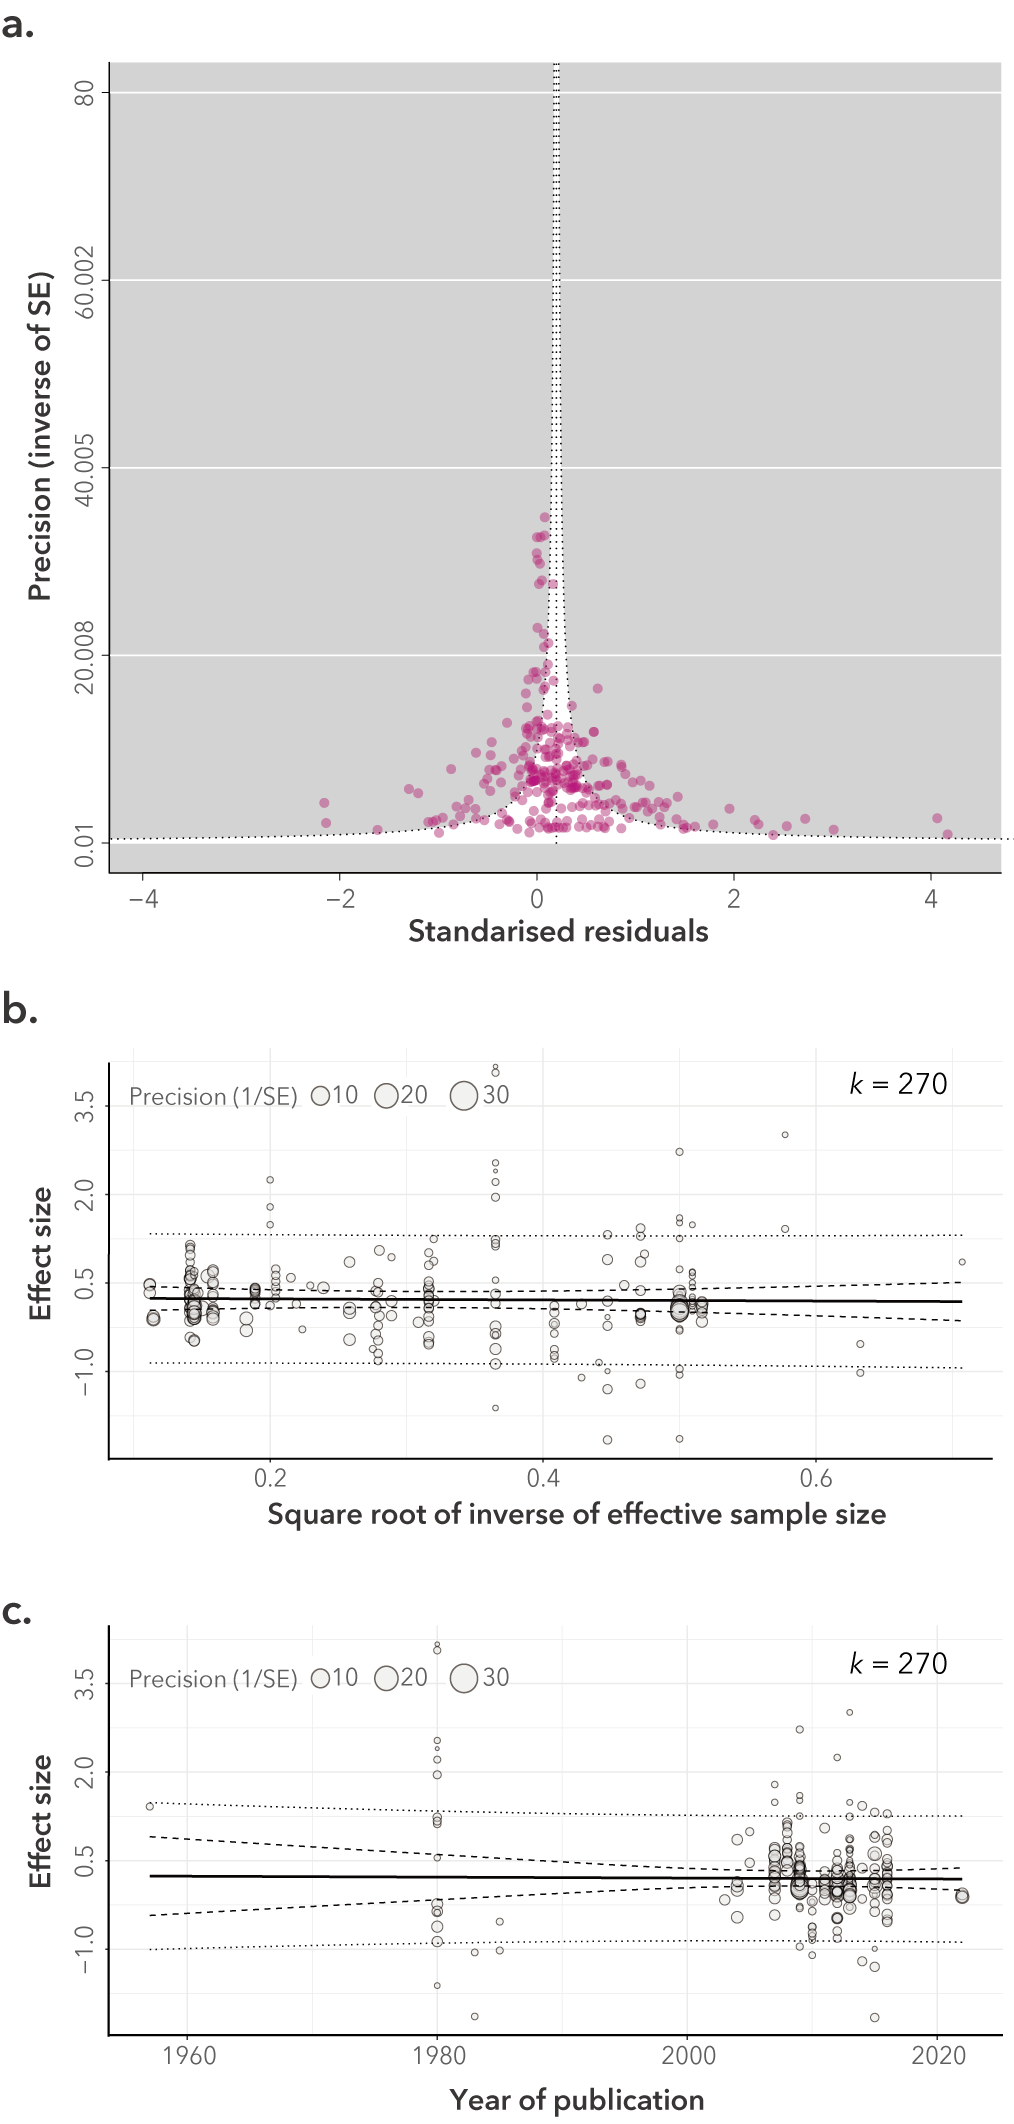 a.
Precision (inverse of SE)
80
60.002
40.005
20.008
0.01
−4 −2 0 2 4
Standarised residuals
b.
Precision (1/SE) 10 20 30
k = 270
Effect size
3.5
2.0
0.5
−1.0
0.2 0.4 0.6
Square root of inverse of effective sample size
c.
Precision (1/SE) 10 20 30
k = 270
Effect size
3.5
2.0
0.5
−1.0
1960 1980 2000 2020
Year of publication